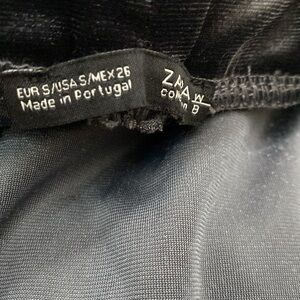 EUR S/USA S/MEX 26
Made in Portugal
ZARA W
B